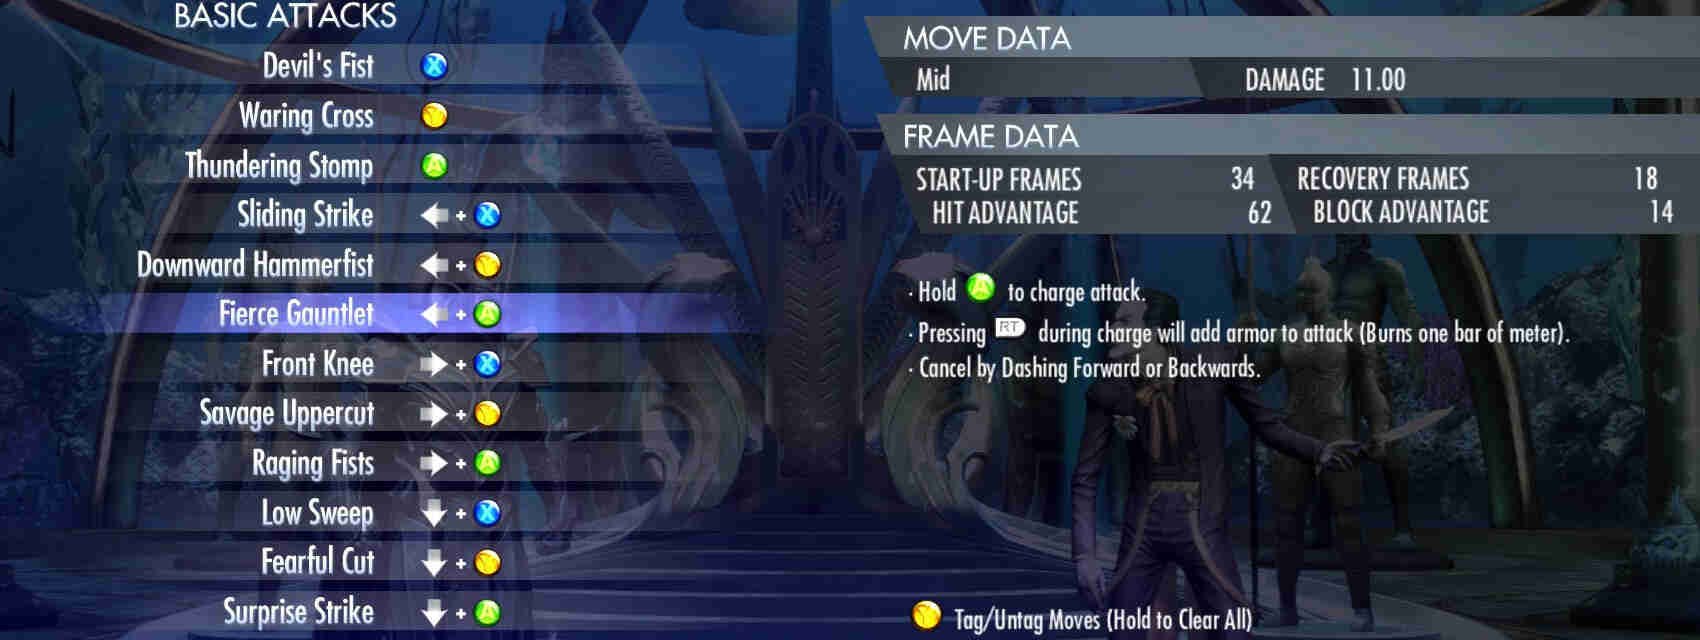 BASIC ATTACKS
Devil's Fist X
Waring Cross Y
Thundering Stomp A
Sliding Strike + X
Downward Hammerfist + Y
Fierce Gauntlet + A
Front Knee + X
Savage Uppercut + Y
Raging Fists + A
Low Sweep + X
Fearful Cut + Y
Surprise Strike + A
MOVE DATA
Mid DAMAGE 11.00
FRAME DATA
START-UP FRAMES 34 RECOVERY FRAMES 18
HIT ADVANTAGE 62 BLOCK ADVANTAGE 14
· Hold A to charge attack.
· Pressing RT during charge will add armor to attack (Burns one bar of meter).
· Cancel by Dashing Forward or Backwards.
Y Tag/Untag Moves (Hold to Clear All)